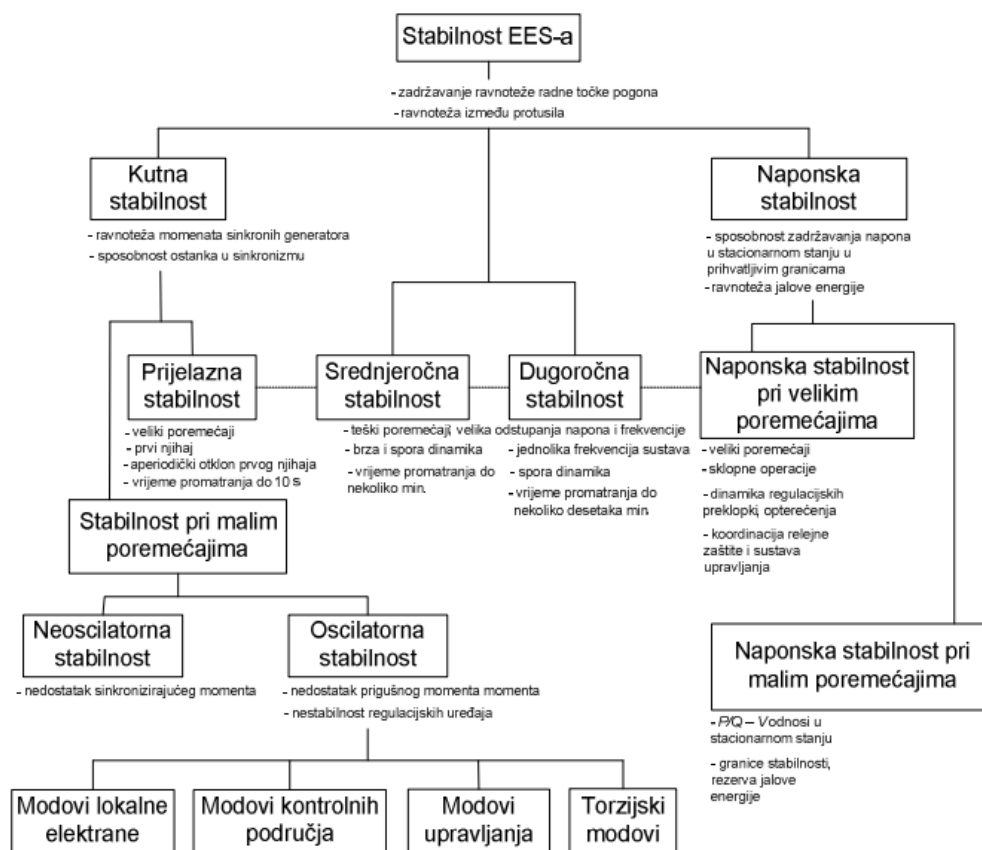 Stabilnost EES-a
- zadržavanje ravnoteže radne točke pogona
- ravnoteža između protusila
Kutna
stabilnost
- ravnoteža momenata sinkronih generatora
- sposobnost ostanka u sinkronizmu
Naponska
stabilnost
- sposobnost zadržavanja napona
u stacionarnom stanju u
prihvatljivim granicama
- ravnoteža jalove energije
Prijelazna
stabilnost
- veliki poremećaji
- prvi njihaj
- aperiodički otklon prvog njihaja
- vrijeme promatranja do 10 s
Srednjeročna
stabilnost
Dugoročna
stabilnost
- teški poremećaji; velika odstupanja napona i frekvencije
- brza i spora dinamika
- vrijeme promatranja do
nekoliko min.
- jednolika frekvencija sustava
- spora dinamika
- vrijeme promatranja do
nekoliko desetaka min.
Naponska stabilnost
pri velikim
poremećajima
- veliki poremećaji
- sklopne operacije
- dinamika regulacijskih
preklopki, opterećenja
- koordinacija relejne
zaštite i sustava
upravljanja
Stabilnost pri malim
poremećajima
Neoscilatorna
stabilnost
- nedostatak sinkronizirajućeg momenta
Oscilatorna
stabilnost
- nedostatak prigušnog momenta momenta
- nestabilnost regulacijskih uređaja
Naponska stabilnost pri
malim poremećajima
- P/Q – V odnosi u
stacionarnom stanju
- granice stabilnosti,
rezerva jalove
energije
Modovi lokalne
elektrane
Modovi kontrolnih
područja
Modovi
upravljanja
Torzijski
modovi